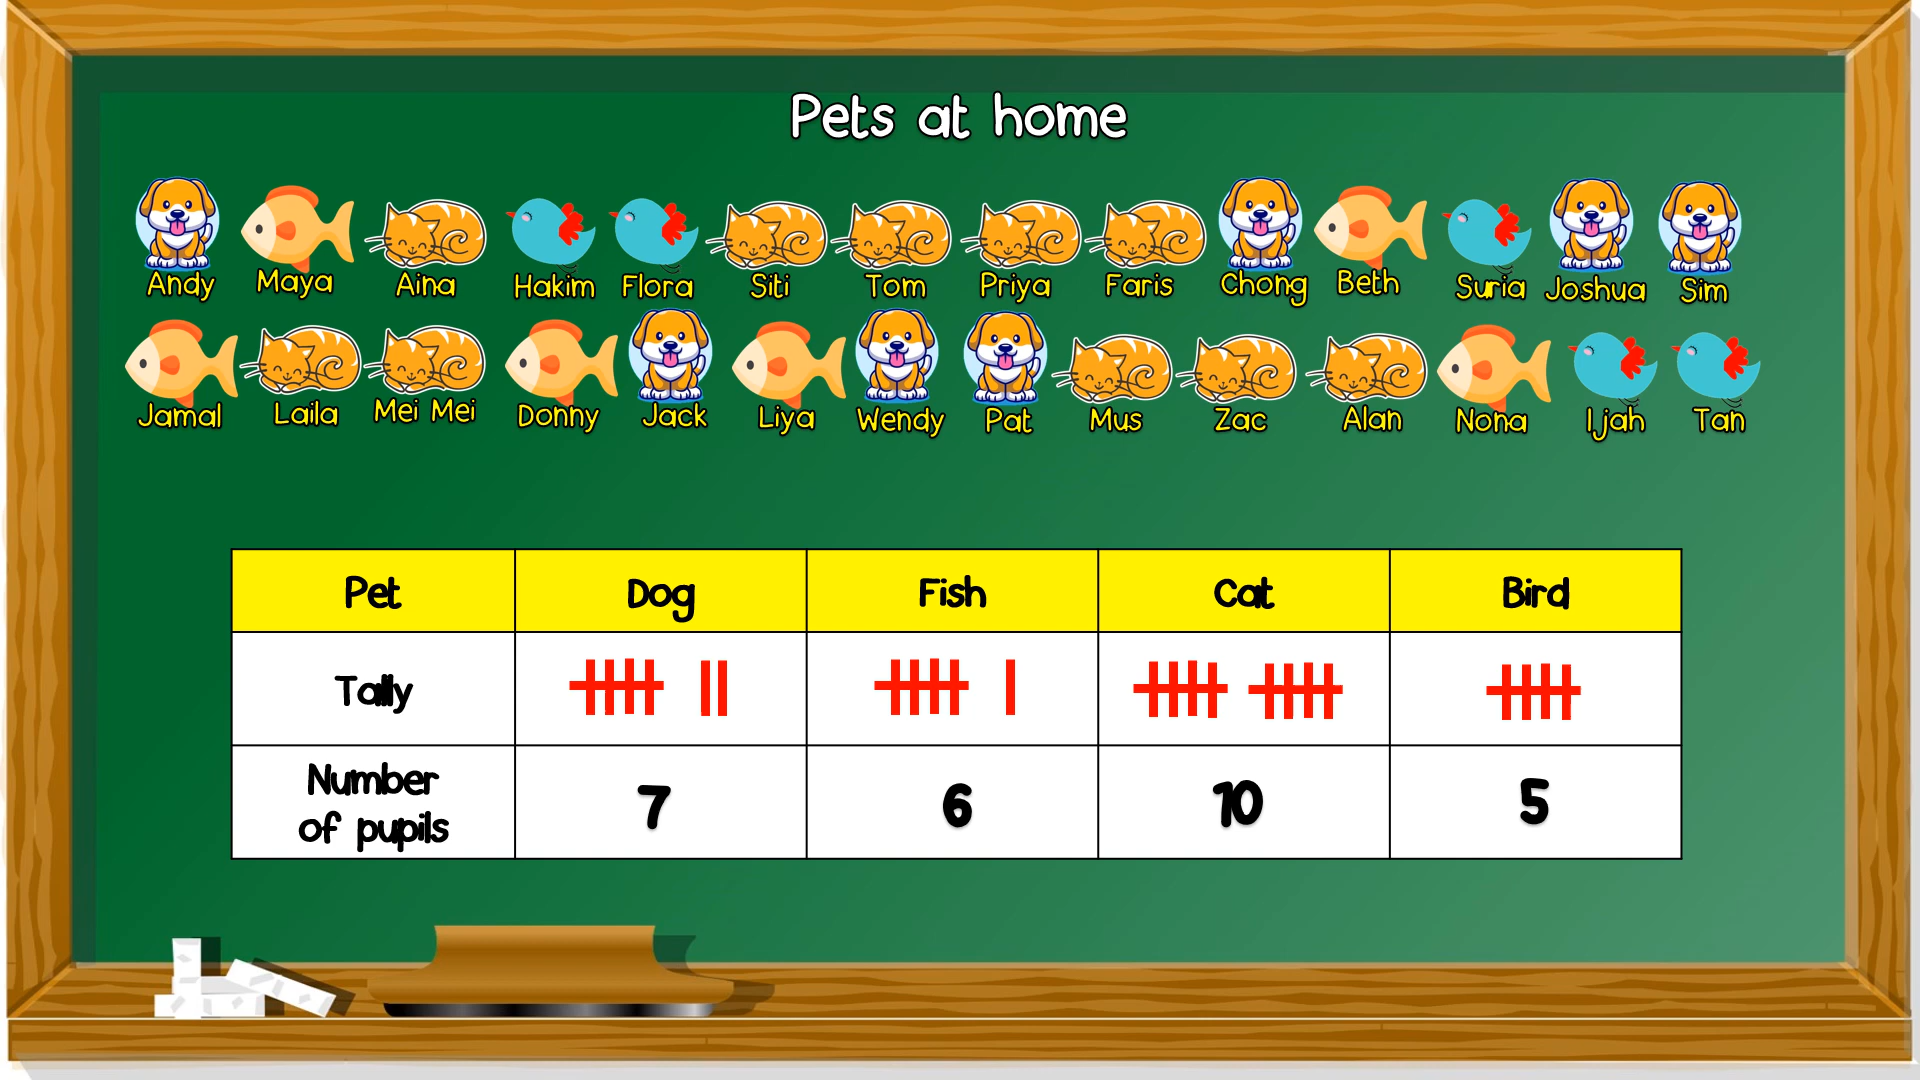 Pets at home
Andy Maya Aina Hakim Flora Siti Tom Priya Faris Chong Beth Suria Joshua Sim
Jamal Laila Mei Mei Donny Jack Liya Wendy Pat Mus Zac Alan Nona Ijah Tan
Pet Dog Fish Cat Bird
Tally
Number
of pupils 7 6 10 5